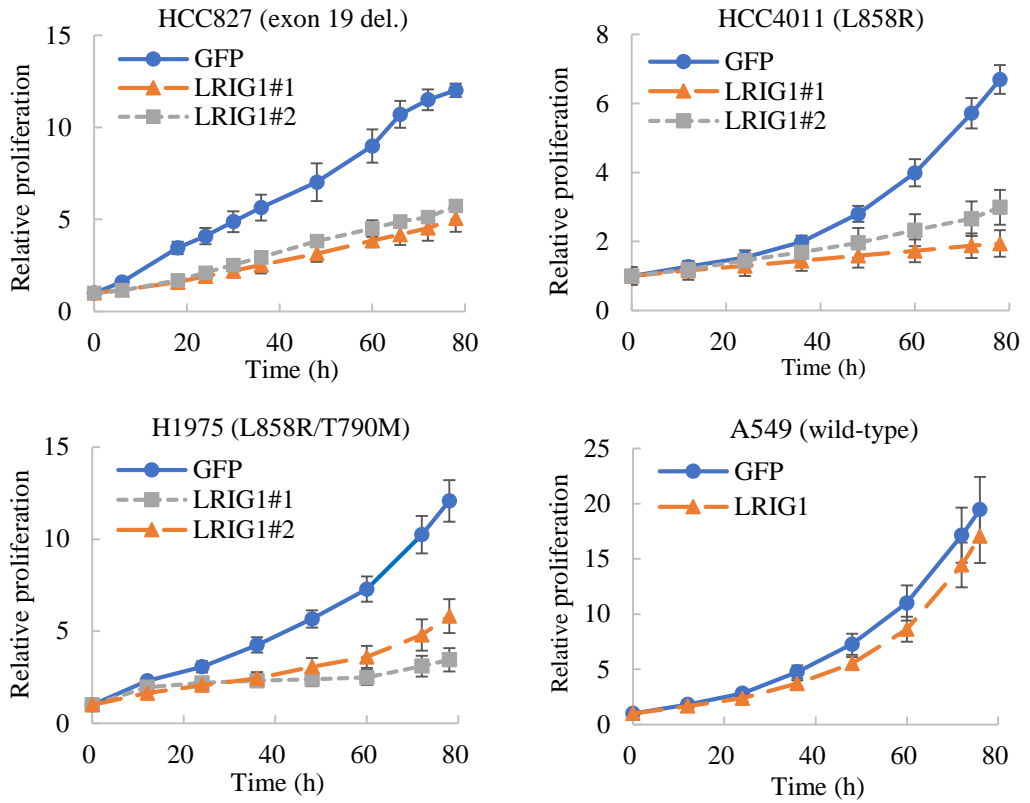 HCC827 (exon 19 del.)
15
10
5
0
Relative proliferation
GFP
LRIG1#1
LRIG1#2
0 20 40 60 80
Time (h)
HCC4011 (L858R)
8
6
4
2
0
Relative proliferation
GFP
LRIG1#1
LRIG1#2
0 20 40 60 80
Time (h)
H1975 (L858R/T790M)
15
10
5
0
Relative proliferation
GFP
LRIG1#1
LRIG1#2
0 20 40 60 80
Time (h)
A549 (wild-type)
25
20
15
10
5
0
Relative proliferation
GFP
LRIG1
0 20 40 60 80
Time (h)